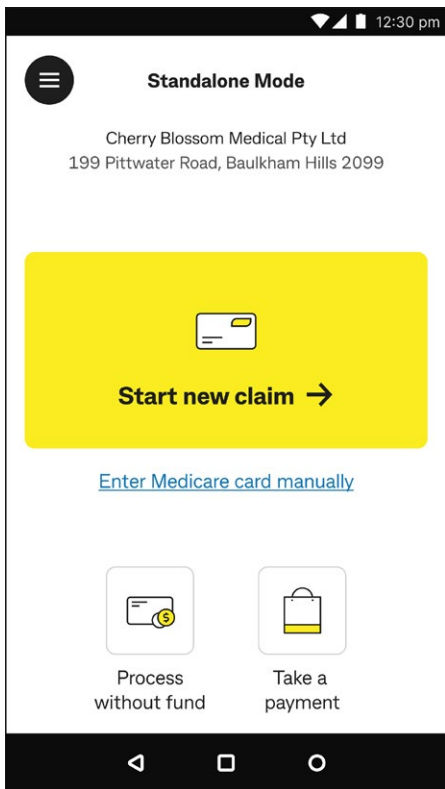 12:30 pm
Standalone Mode
Cherry Blossom Medical Pty Ltd
199 Pittwater Road, Baulkham Hills 2099
Start new claim →
Enter Medicare card manually
$
Process
without fund
Take a
payment